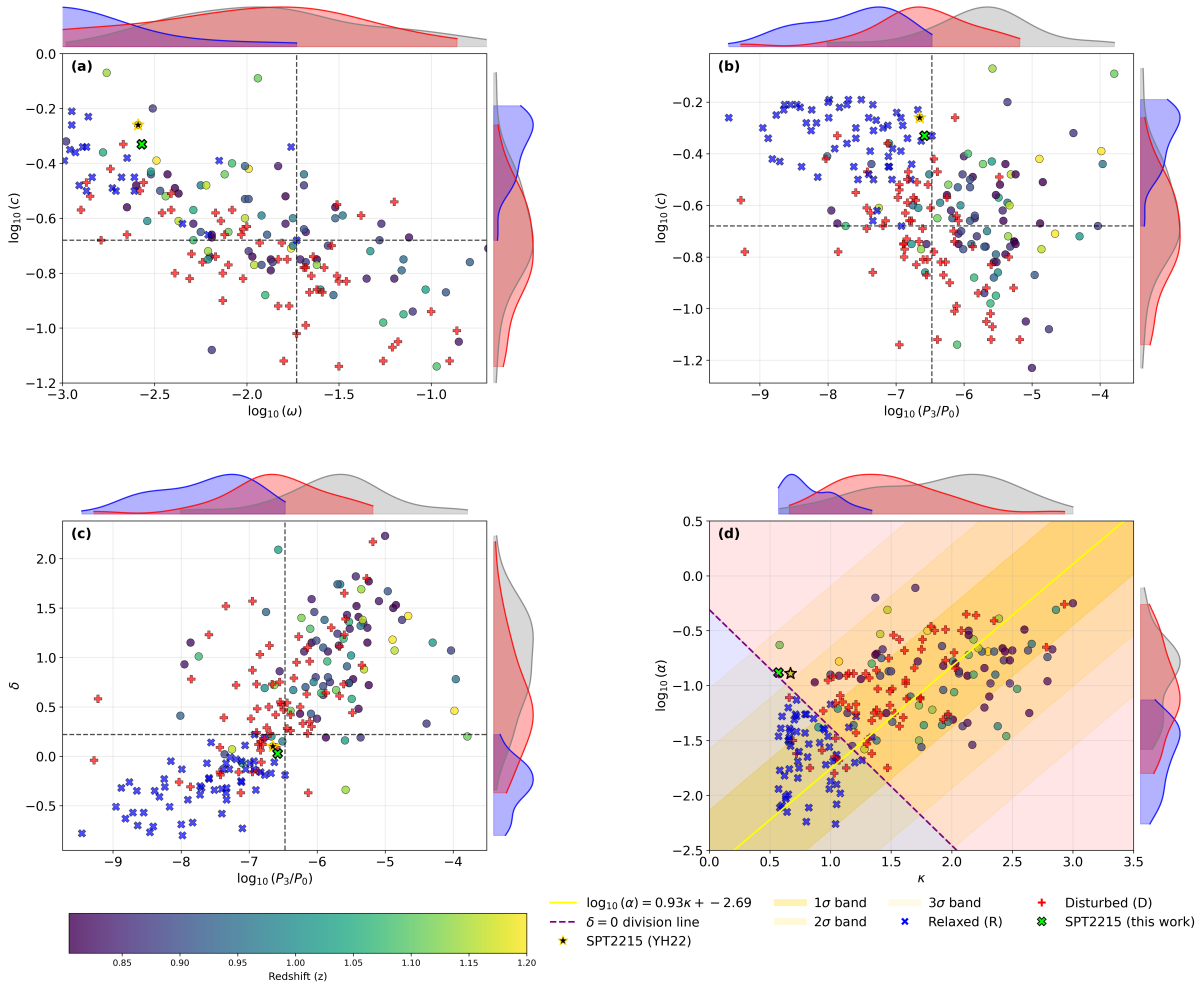 (a)
0.0
−0.2
−0.4
−0.6
−0.8
−1.0
−1.2
log₁₀(c)
−3.0 −2.5 −2.0 −1.5 −1.0
log₁₀(ω)
(b)
−0.2
−0.4
−0.6
−0.8
−1.0
−1.2
log₁₀(c)
−9 −8 −7 −6 −5 −4
log₁₀(P₃/P₀)
(c)
2.0
1.5
1.0
0.5
0.0
−0.5
δ
−9 −8 −7 −6 −5 −4
log₁₀(P₃/P₀)
(d)
0.5
0.0
−0.5
−1.0
−1.5
−2.0
−2.5
log₁₀(α)
0.0 0.5 1.0 1.5 2.0 2.5 3.0 3.5
κ
0.85 0.90 0.95 1.00 1.05 1.10 1.15 1.20
Redshift (z)
log₁₀(α) = 0.93κ + −2.69
δ = 0 division line
SPT2215 (YH22)
1σ band
2σ band
3σ band
Relaxed (R)
Disturbed (D)
SPT2215 (this work)